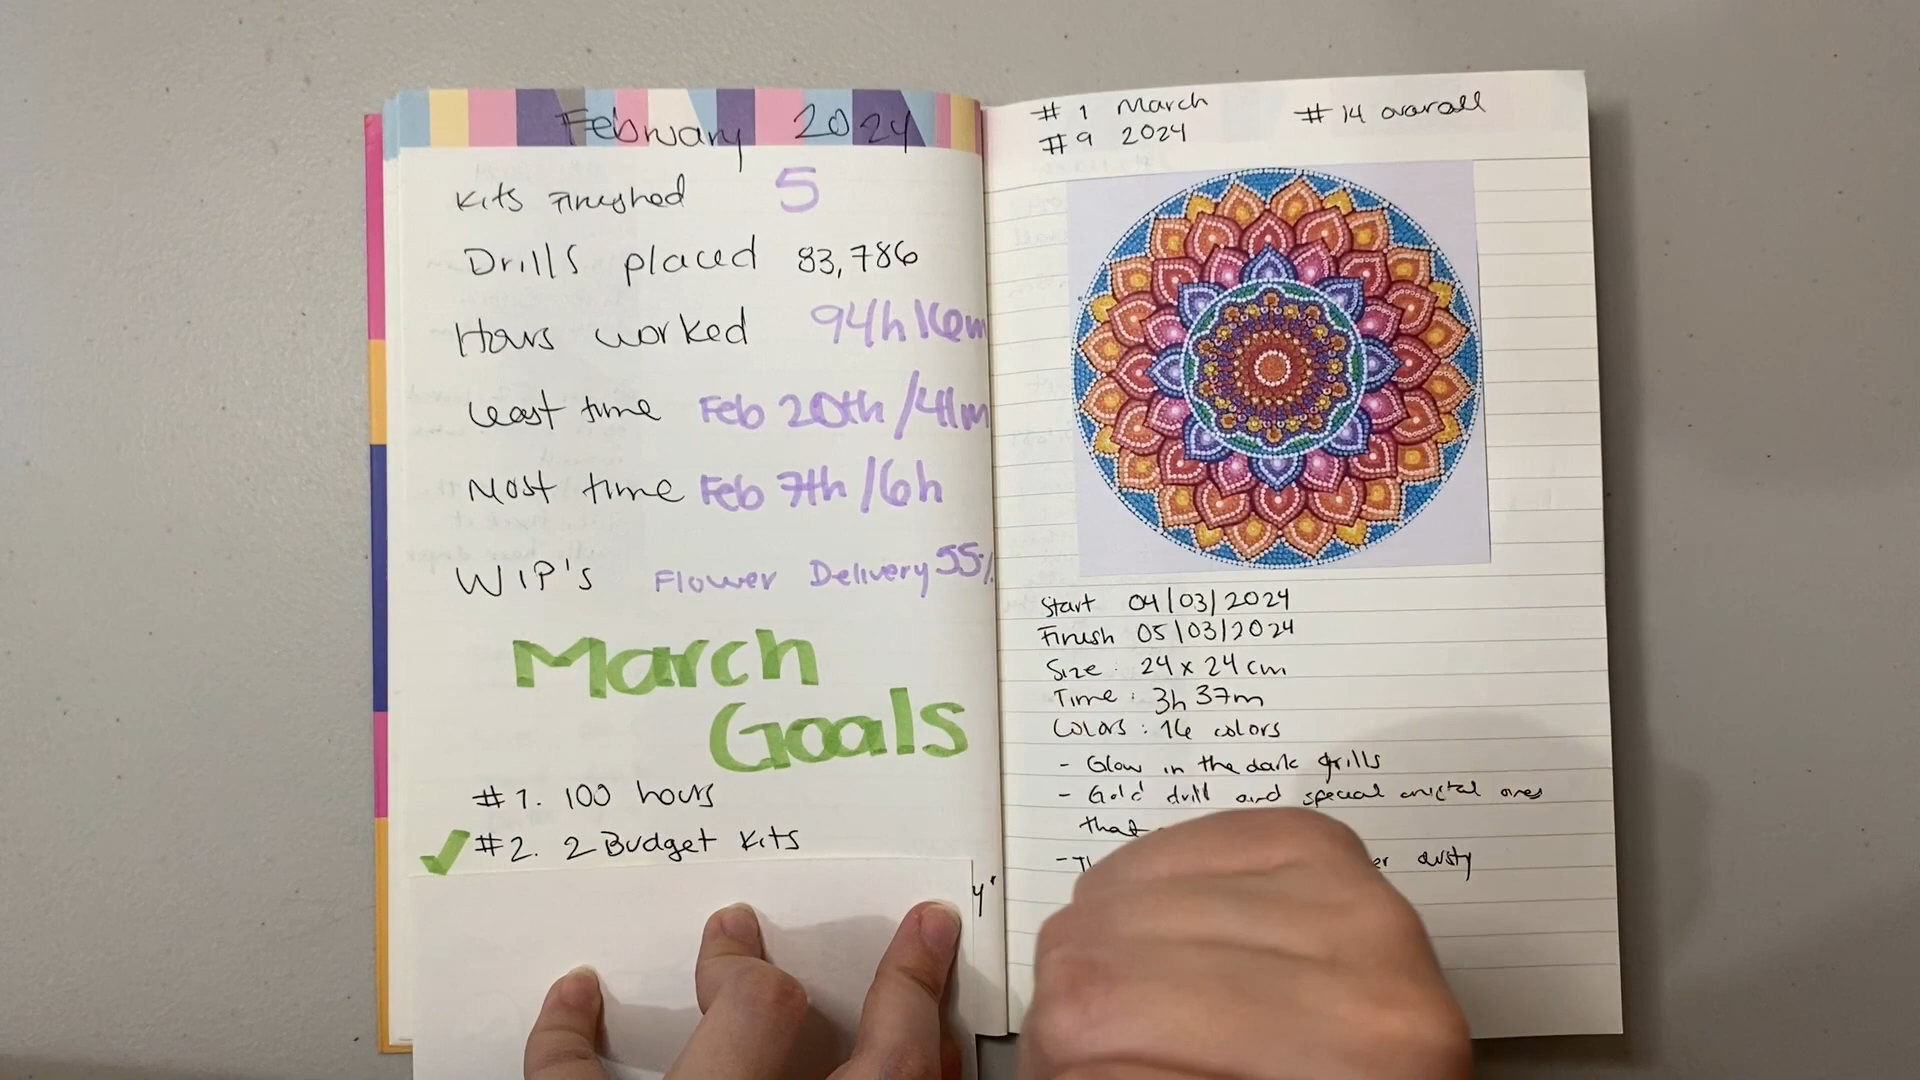 February 2024
Kits Finished 5
Drills placed 83,786
Hours worked 94h 16m
Least time Feb 20th / 41m
Most time Feb 7th / 6h
WIP's Flower Delivery 55%
March
Goals
#1. 100 hours
#2. 2 Budget Kits
y"
#1 March
#9 2024
#14 overall
Start 04/03/2024
Finish 05/03/2024
Size: 24 x 24 cm
Time: 3h 37m
Colors: 16 colors
- Glow in the dark drills
- Gold drill and special crystal ones
that
er dusty